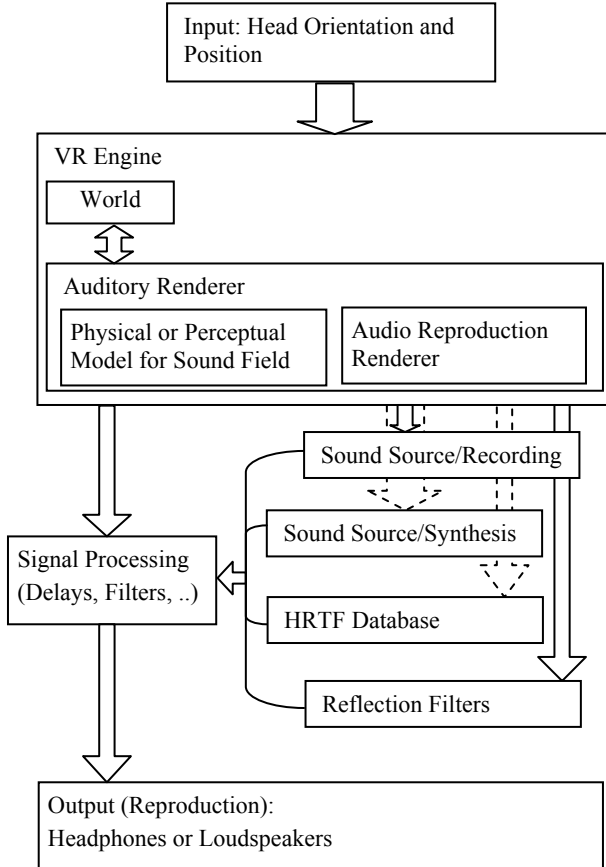 Input: Head Orientation and
Position
VR Engine
World
Auditory Renderer
Physical or Perceptual
Model for Sound Field
Audio Reproduction
Renderer
Sound Source/Recording
Sound Source/Synthesis
Signal Processing
(Delays, Filters, ..)
HRTF Database
Reflection Filters
Output (Reproduction):
Headphones or Loudspeakers